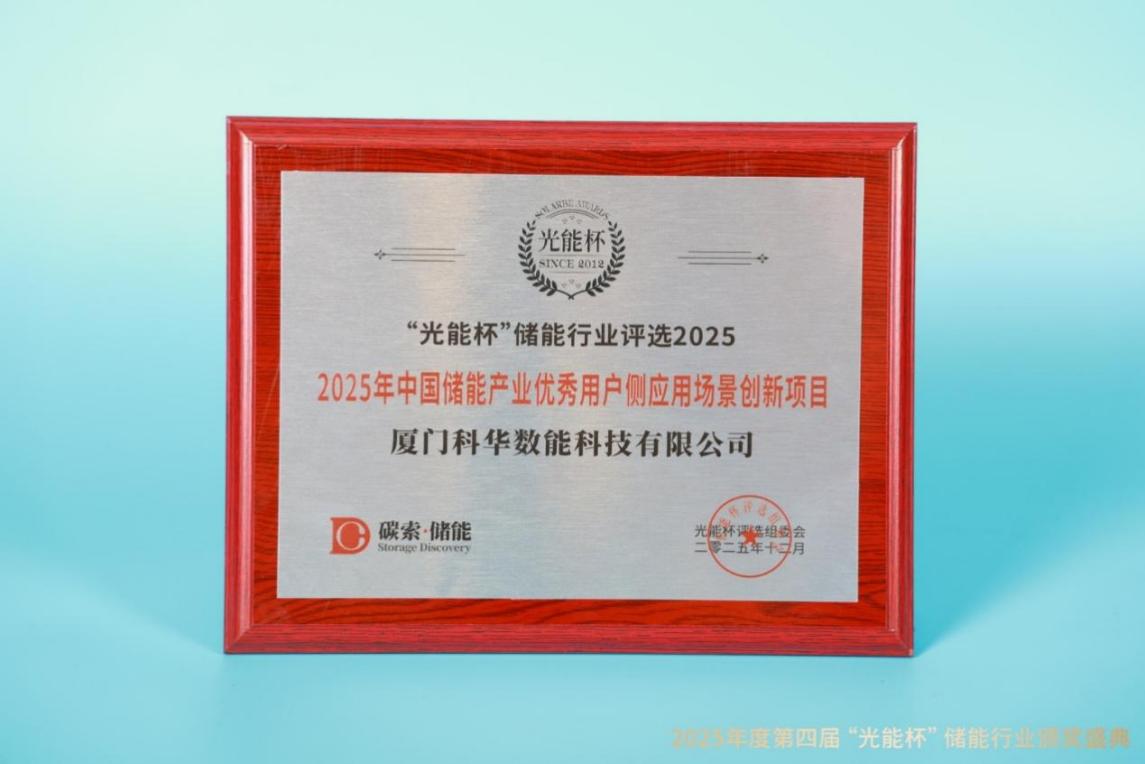 SOLARBE AWARDS
光能杯
SINCE 2012
“光能杯”储能行业评选2025
2025年中国储能产业优秀用户侧应用场景创新项目
厦门科华数能科技有限公司
碳索·储能
Storage Discovery
光能杯评选组委会
二零二五年十二月
2025年度第四届“光能杯”储能行业颁奖盛典